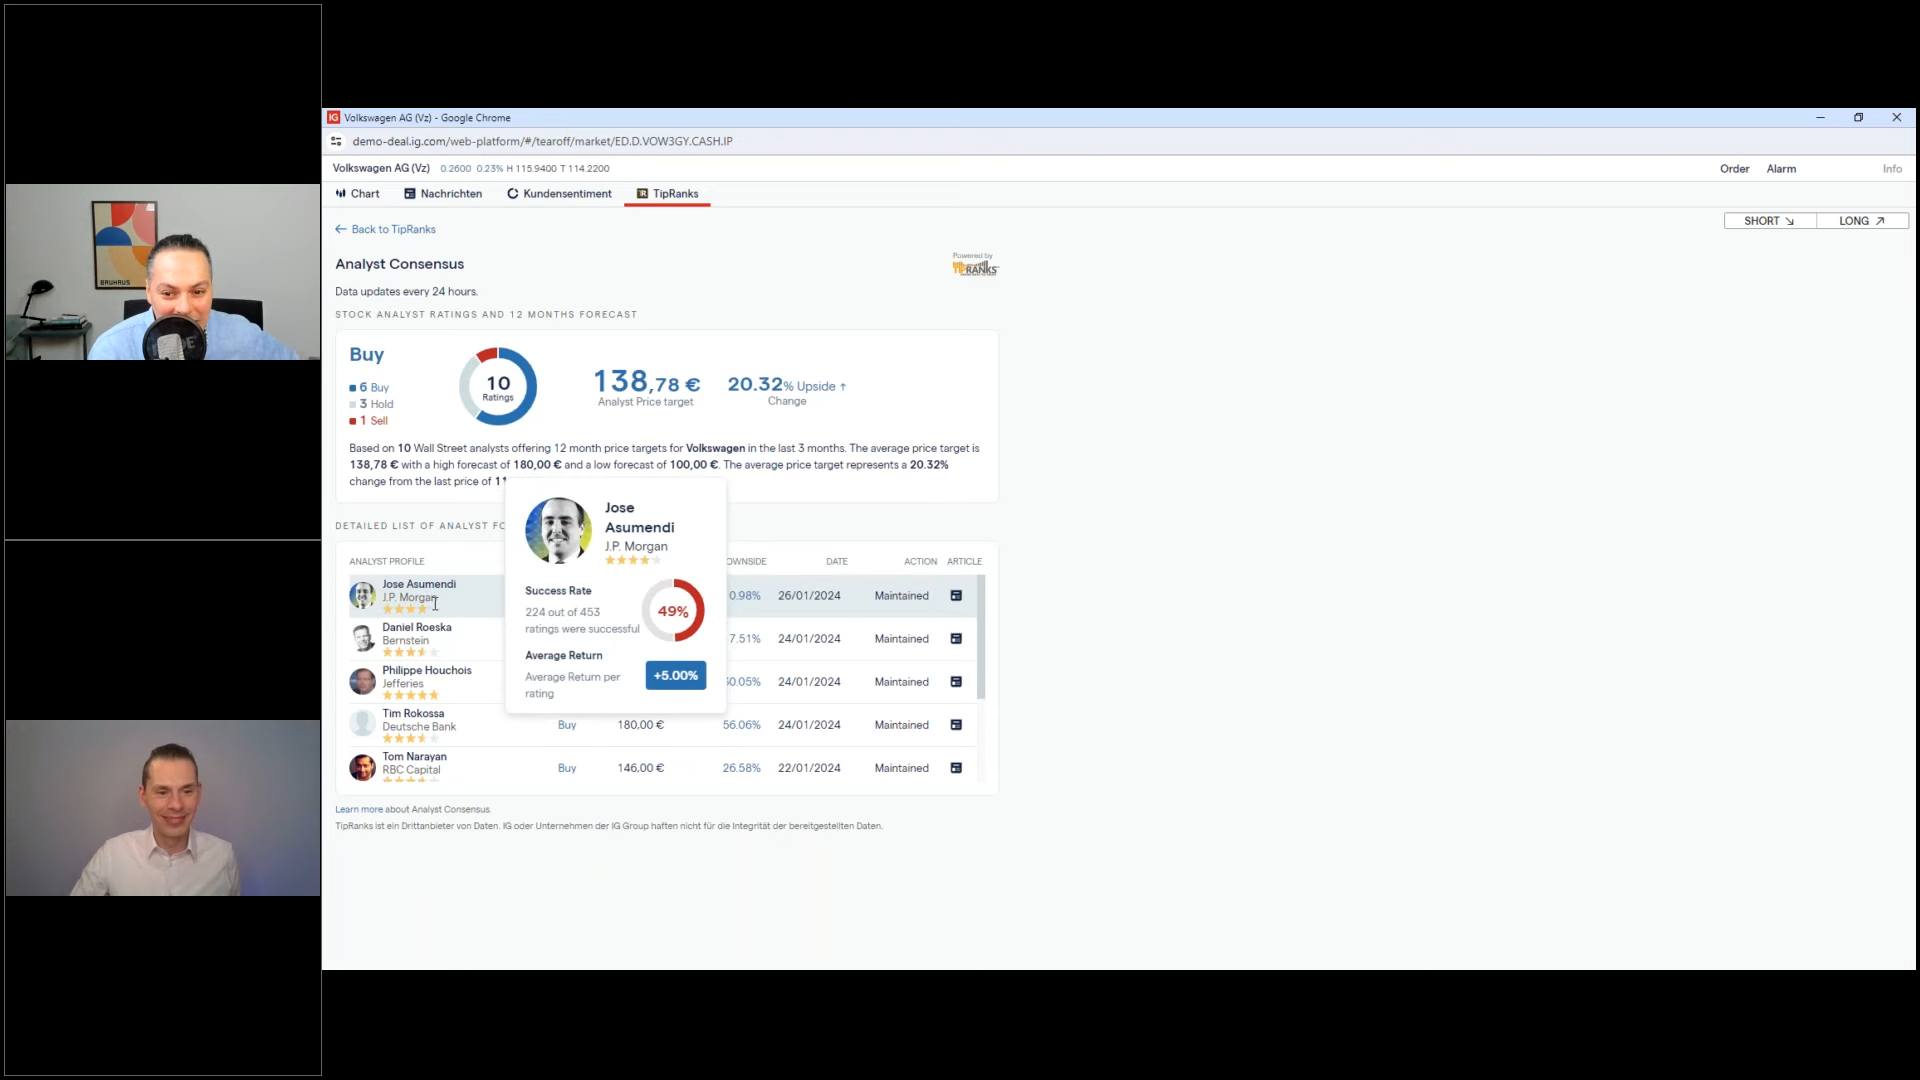 BAUHAUS
Volkswagen AG (Vz) - Google Chrome
demo-deal.ig.com/web-platform/#/tearoff/market/ED.D.VOW3GY.CASH.IP
Volkswagen AG (Vz) 0.2600 0.23% H 115.9400 T 114.2200
Order Alarm Info
Chart Nachrichten Kundensentiment TipRanks
SHORT LONG
Back to TipRanks
Analyst Consensus
Powered by
TIPRANKS
Data updates every 24 hours.
STOCK ANALYST RATINGS AND 12 MONTHS FORECAST
Buy
6 Buy
3 Hold
1 Sell
10
Ratings
138,78 €
Analyst Price target
20.32% Upside ↑
Change
Based on 10 Wall Street analysts offering 12 month price targets for Volkswagen in the last 3 months. The average price target is
138,78 € with a high forecast of 180,00 € and a low forecast of 100,00 €. The average price target represents a 20.32%
change from the last price of 11
Jose
Asumendi
J.P. Morgan
Success Rate
224 out of 453
ratings were successful
49%
Average Return
Average Return per
rating
+5.00%
DETAILED LIST OF ANALYST FO
ANALYST PROFILE OWNSIDE DATE ACTION ARTICLE
Jose Asumendi
J.P. Morgan
0.98% 26/01/2024 Maintained
Daniel Roeska
Bernstein
7.51% 24/01/2024 Maintained
Philippe Houchois
Jefferies
0.05% 24/01/2024 Maintained
Tim Rokossa
Deutsche Bank
Buy 180,00 € 56.06% 24/01/2024 Maintained
Tom Narayan
RBC Capital
Buy 146,00 € 26.58% 22/01/2024 Maintained
Learn more about Analyst Consensus.
TipRanks ist ein Drittanbieter von Daten. IG oder Unternehmen der IG Group haften nicht für die Integrität der bereitgestellten Daten.